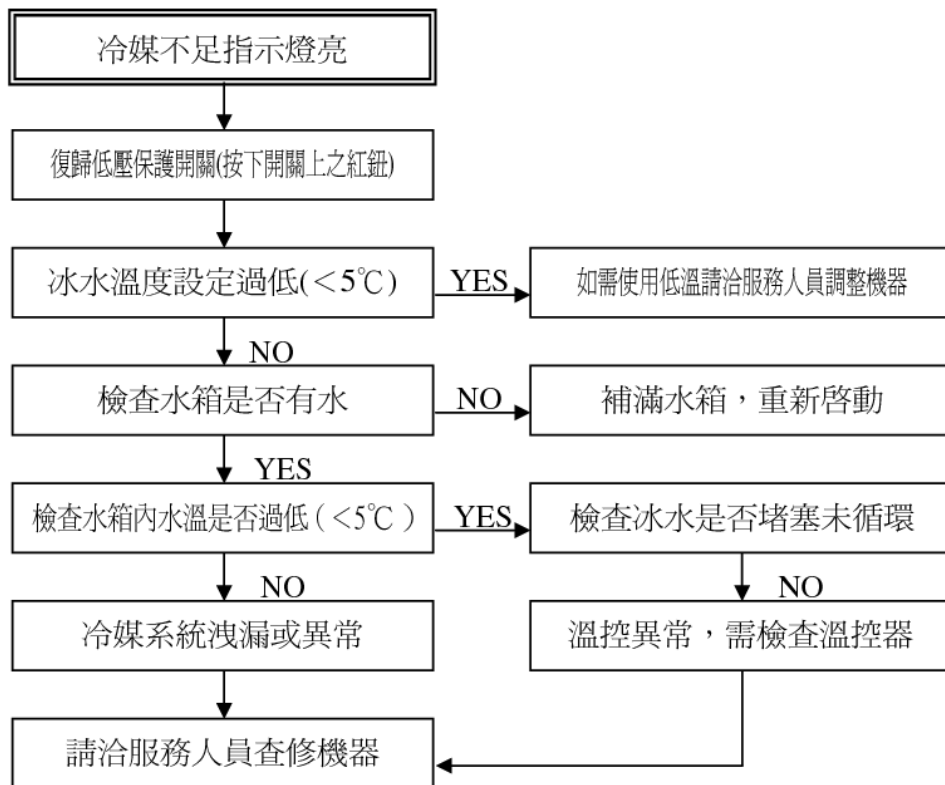 冷媒不足指示燈亮
復歸低壓保護開關(按下開關上之紅鈕)
冰水溫度設定過低(＜5℃)
YES
如需使用低溫請洽服務人員調整機器
NO
檢查水箱是否有水
NO
補滿水箱，重新啓動
YES
檢查水箱內水溫是否過低（＜5℃）
YES
檢查冰水是否堵塞未循環
NO
NO
冷媒系統洩漏或異常
溫控異常，需檢查溫控器
請洽服務人員查修機器